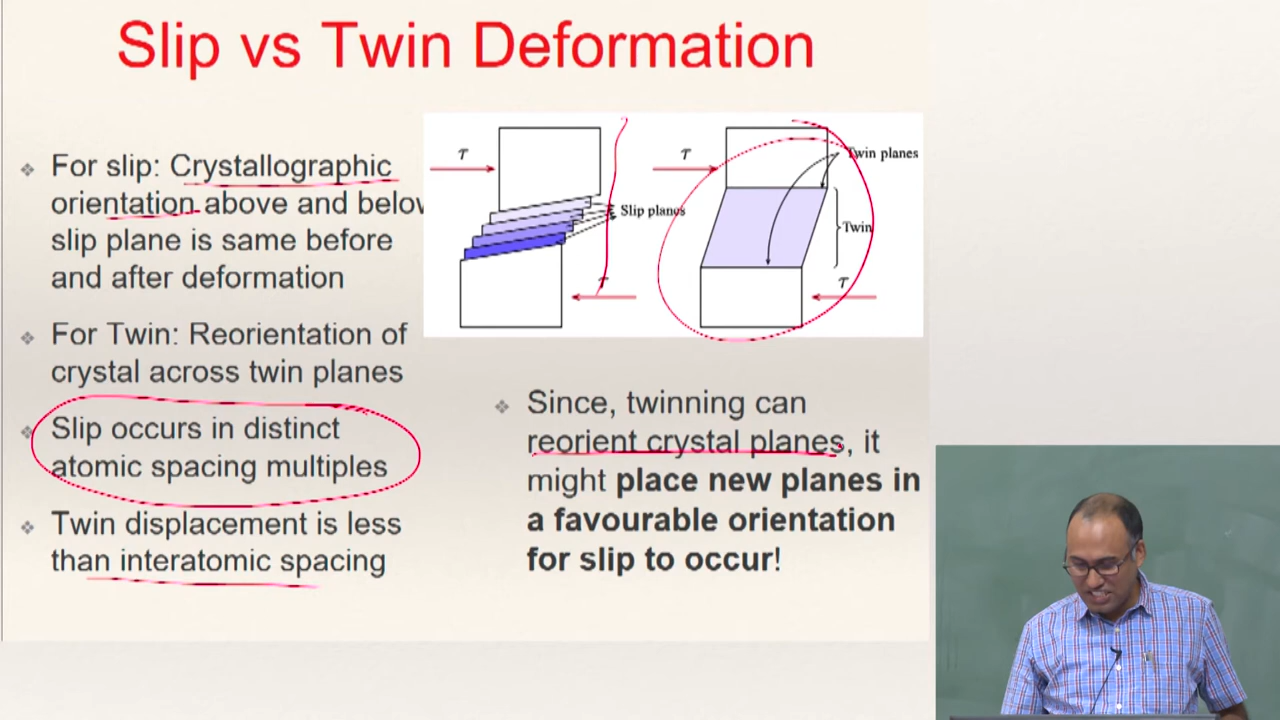 Slip vs Twin Deformation
❖ For slip: Crystallographic
orientation above and below
slip plane is same before
and after deformation
❖ For Twin: Reorientation of
crystal across twin planes
❖ Slip occurs in distinct
atomic spacing multiples
❖ Twin displacement is less
than interatomic spacing
τ
Slip planes
τ
τ
Twin planes
Twin
τ
❖ Since, twinning can
reorient crystal planes, it
might place new planes in
a favourable orientation
for slip to occur!